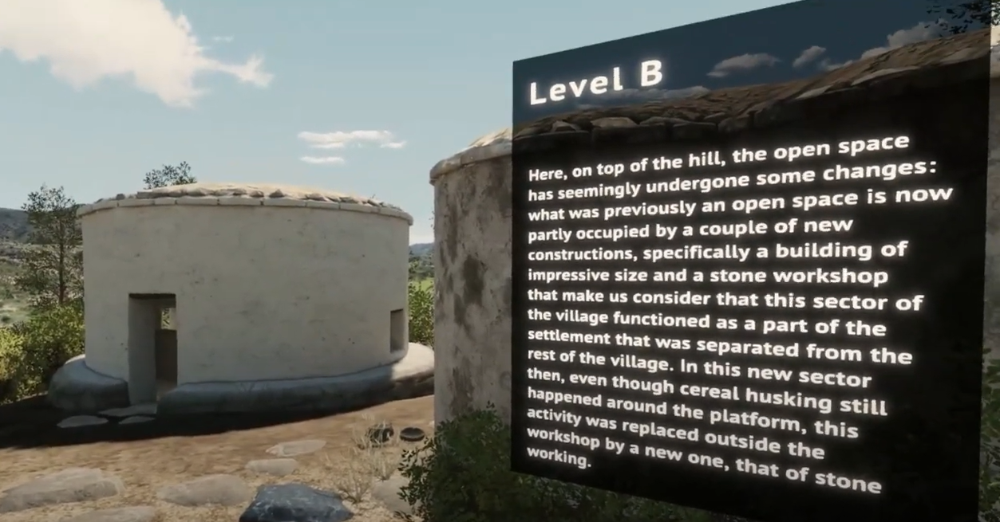 Level B
Here, on top of the hill, the open space
has seemingly undergone some changes:
what was previously an open space is now
partly occupied by a couple of new
constructions, specifically a building of
impressive size and a stone workshop
that make us consider that this sector of
the village functioned as a part of the
settlement that was separated from the
rest of the village. In this new sector
then, even though cereal husking still
happened around the platform, this
activity was replaced outside the
workshop by a new one, that of stone
working.